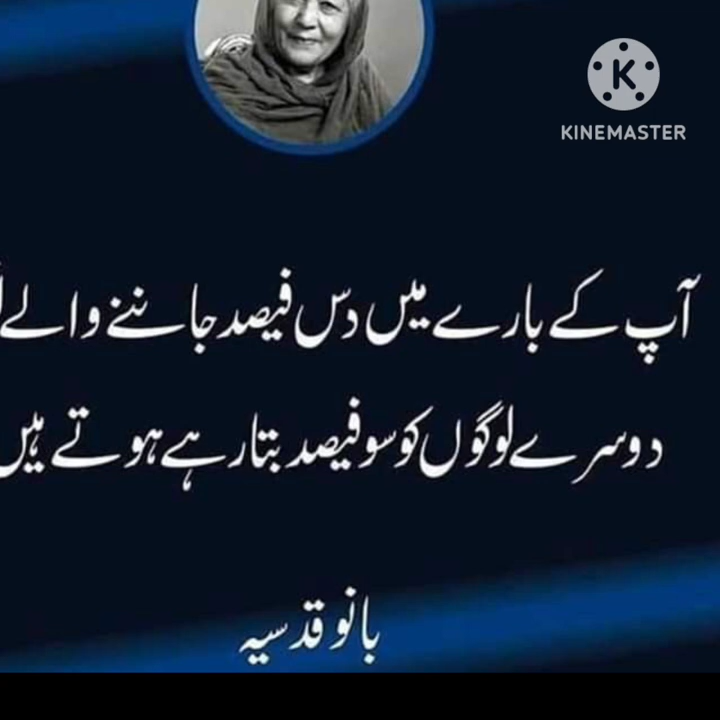 KINEMASTER
آپ کے بارے میں دس فیصد جاننے والے
دوسرے لوگوں کو سو فیصد بتا رہے ہوتے ہیں
بانو قدسیہ